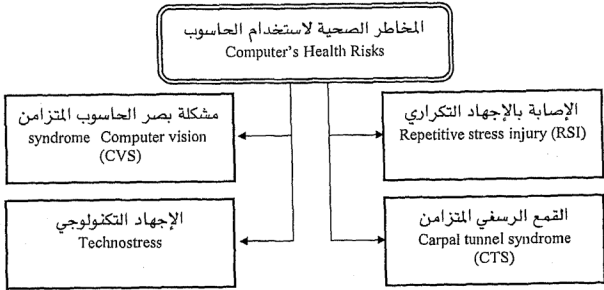 المخاطر الصحية لاستخدام الحاسوب
Computer's Health Risks
الإصابة بالإجهاد التكراري
Repetitive stress injury (RSI)
مشكلة بصر الحاسوب المتزامن
syndrome Computer vision
(CVS)
القمع الرسغي المتزامن
Carpal tunnel syndrome
(CTS)
الإجهاد التكنولوجي
Technostress